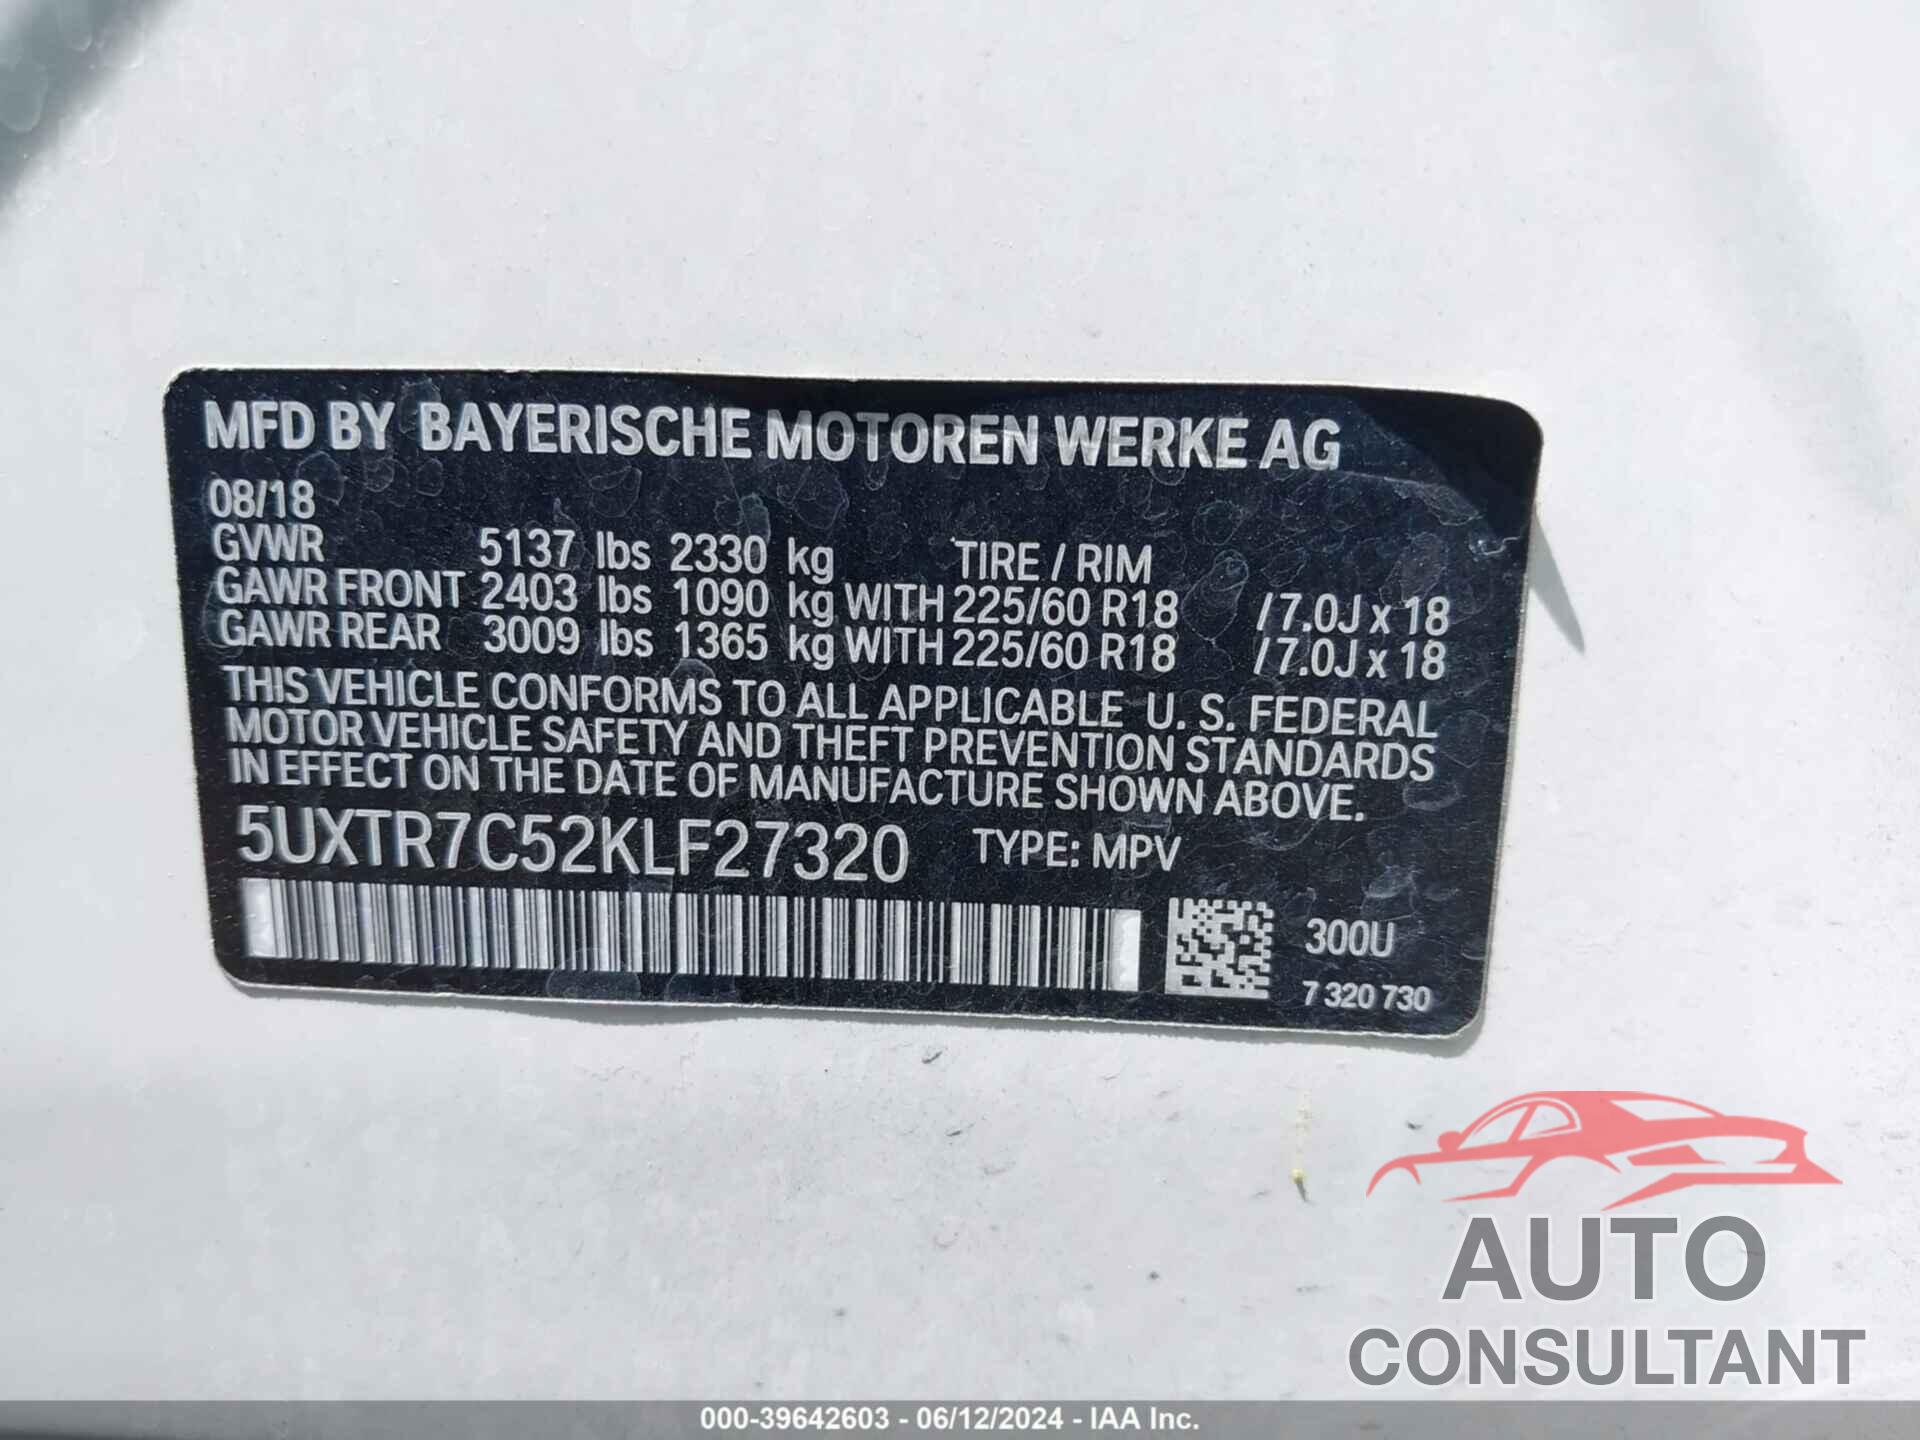 MFD BY BAYERISCHE MOTOREN WERKE AG
08/18
GVWR 5137 lbs 2330 kg TIRE / RIM
GAWR FRONT 2403 lbs 1090 kg WITH 225/60 R18 / 7.0J x 18
GAWR REAR 3009 lbs 1365 kg WITH 225/60 R18 / 7.0J x 18
THIS VEHICLE CONFORMS TO ALL APPLICABLE U. S. FEDERAL
MOTOR VEHICLE SAFETY AND THEFT PREVENTION STANDARDS
IN EFFECT ON THE DATE OF MANUFACTURE SHOWN ABOVE.
5UXTR7C52KLF27320 TYPE: MPV
300U
7 320 730
AUTO
CONSULTANT
000-39642603 - 06/12/2024 - IAA Inc.